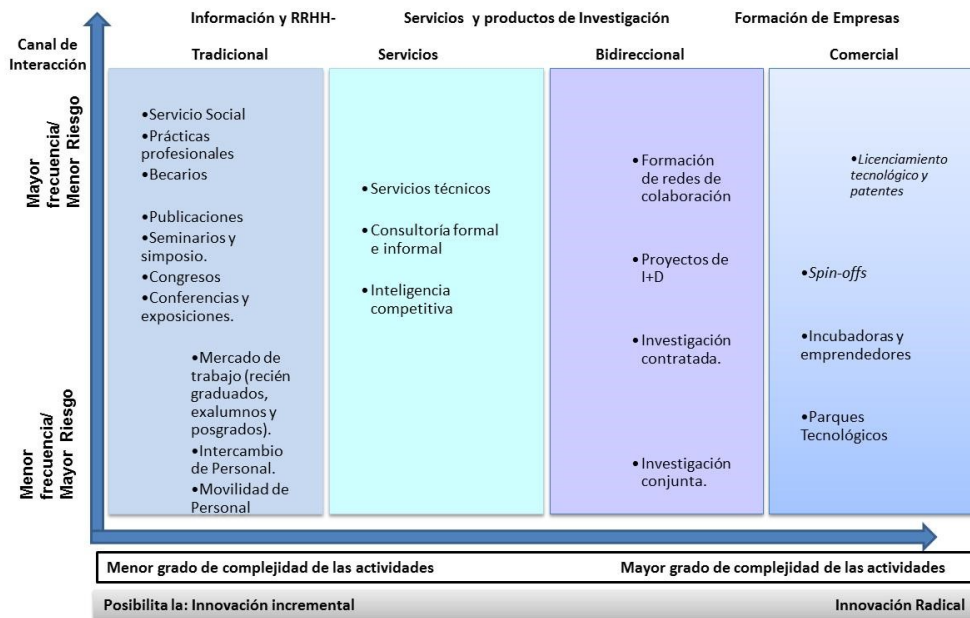 Información y RRHH-
Servicios y productos de Investigación
Formación de Empresas
Canal de
Interacción
Tradicional
Servicios
Bidireccional
Comercial
Mayor
frecuencia/
Menor Riesgo
Menor
frecuencia/
Mayor Riesgo
•Servicio Social
•Prácticas
profesionales
•Becarios
•Publicaciones
•Seminarios y
simposio.
•Congresos
•Conferencias y
exposiciones.
•Mercado de
trabajo (recién
graduados,
exalumnos y
posgrados).
•Intercambio
de Personal.
•Movilidad de
Personal
•Servicios técnicos
•Consultoría formal
e informal
•Inteligencia
competitiva
•Formación
de redes de
colaboración
•Proyectos de
I+D
•Investigación
contratada.
•Investigación
conjunta.
•Licenciamiento
tecnológico y
patentes
•Spin-offs
•Incubadoras y
emprendedores
•Parques
Tecnológicos
Menor grado de complejidad de las actividades
Mayor grado de complejidad de las actividades
Posibilita la: Innovación incremental
Innovación Radical